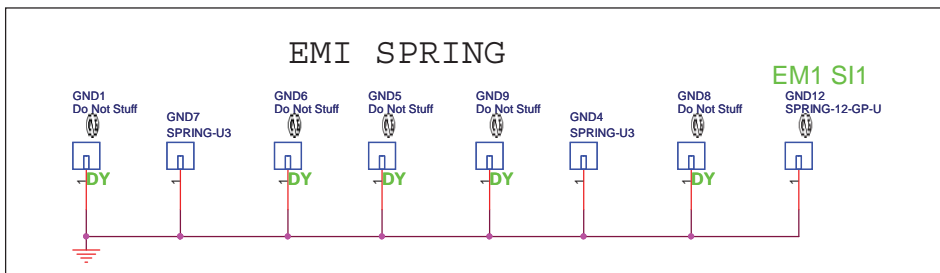 EMI SPRING
EM1 SI1
GND1
Do Not Stuff
GND7
SPRING-U3
GND6
Do Not Stuff
GND5
Do Not Stuff
GND9
Do Not Stuff
GND4
SPRING-U3
GND8
Do Not Stuff
GND12
SPRING-12-GP-U
1
DY
1
1
DY
1
DY
1
DY
1
1
DY
1